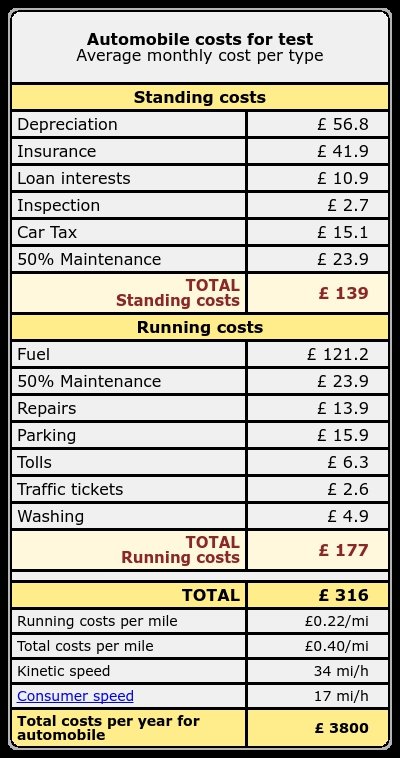 Automobile costs for test
Average monthly cost per type
Standing costs
Depreciation £ 56.8
Insurance £ 41.9
Loan interests £ 10.9
Inspection £ 2.7
Car Tax £ 15.1
50% Maintenance £ 23.9
TOTAL
Standing costs £ 139
Running costs
Fuel £ 121.2
50% Maintenance £ 23.9
Repairs £ 13.9
Parking £ 15.9
Tolls £ 6.3
Traffic tickets £ 2.6
Washing £ 4.9
TOTAL
Running costs £ 177
TOTAL £ 316
Running costs per mile £0.22/mi
Total costs per mile £0.40/mi
Kinetic speed 34 mi/h
Consumer speed 17 mi/h
Total costs per year for
automobile £ 3800